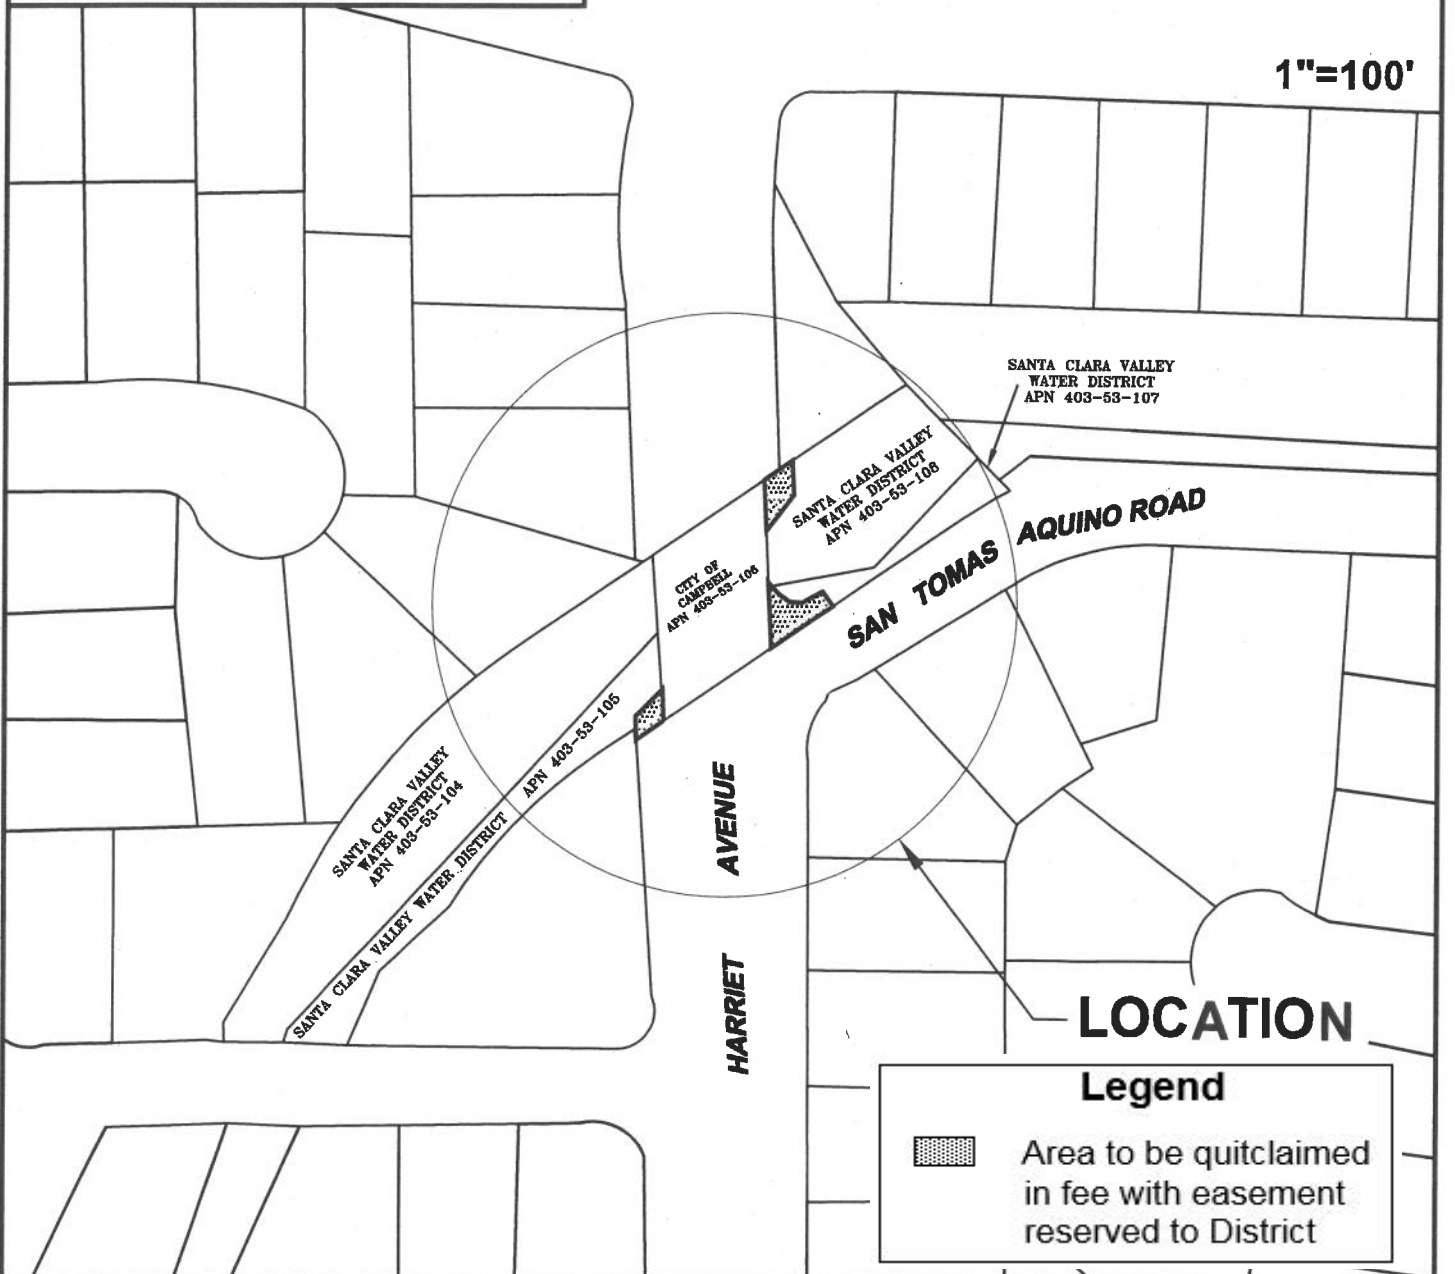 1"=100'
SANTA CLARA VALLEY
WATER DISTRICT
APN 403-53-107
SANTA CLARA VALLEY
WATER DISTRICT
APN 403-53-108
SAN TOMAS AQUINO ROAD
CITY OF
CAMPBELL
APN 403-53-106
SANTA CLARA VALLEY
WATER DISTRICT
APN 403-53-104
SANTA CLARA VALLEY WATER DISTRICT APN 403-53-105
HARRIET AVENUE
LOCATION
Legend
Area to be quitclaimed
in fee with easement
reserved to District